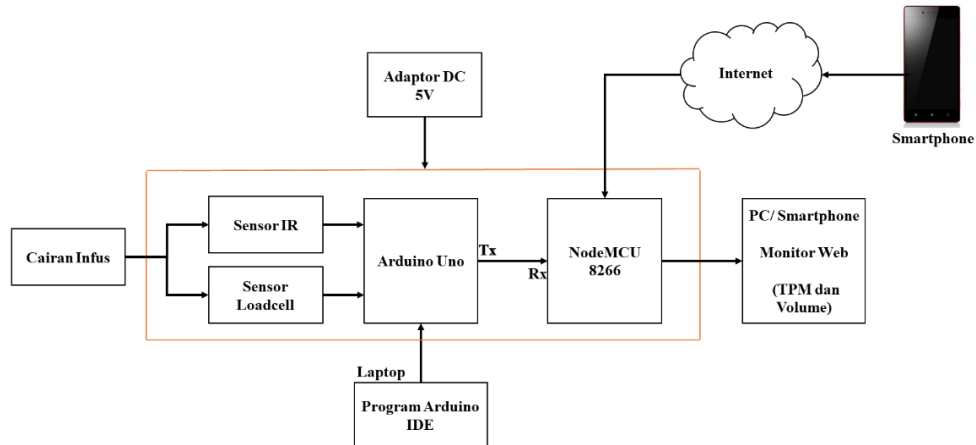 Adaptor DC
5V
Internet
Smartphone
Cairan Infus
Sensor IR
Sensor
Loadcell
Arduino Uno
Tx
Rx
NodeMCU
8266
PC/ Smartphone
Monitor Web
(TPM dan
Volume)
Laptop
Program Arduino
IDE